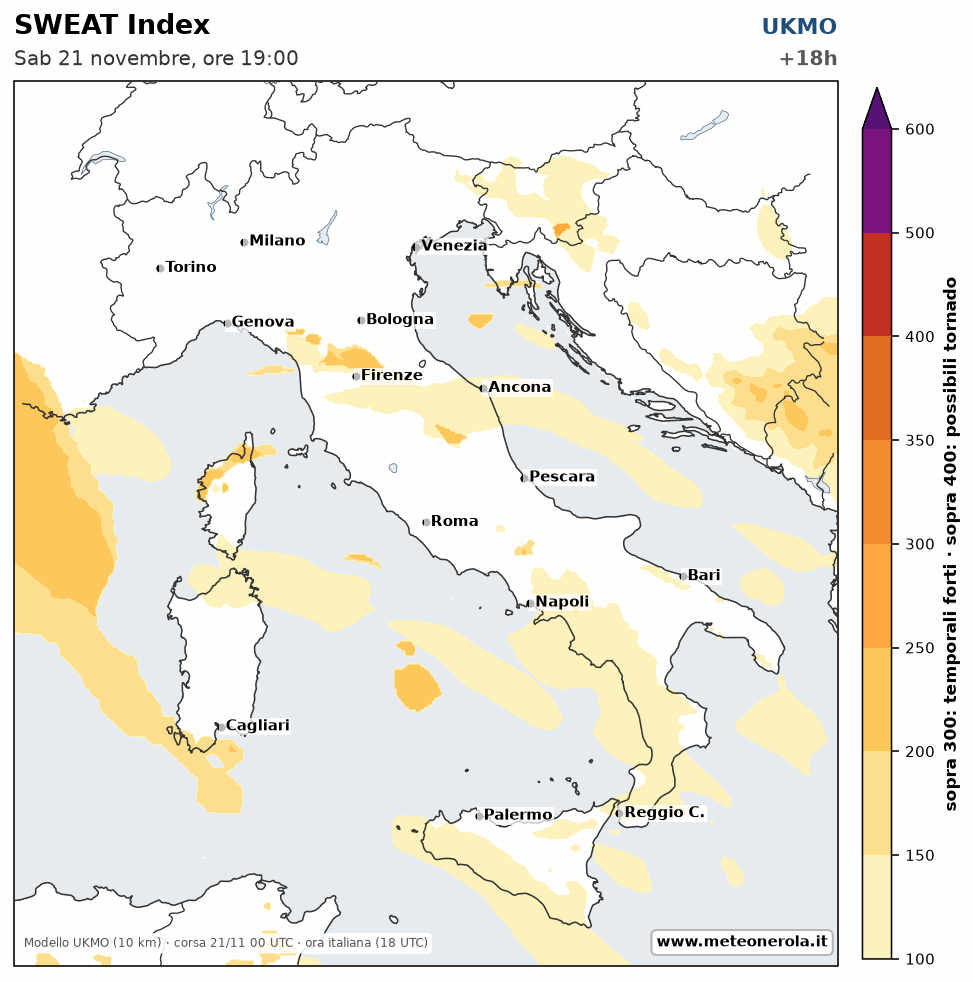 SWEAT Index
UKMO
Sab 21 novembre, ore 19:00
+18h
600
500
400
350
300
250
200
150
100
sopra 300: temporali forti · sopra 400: possibili tornado
Milano
Venezia
Torino
Genova
Bologna
Firenze
Ancona
Pescara
Roma
Bari
Napoli
Cagliari
Palermo
Reggio C.
Modello UKMO (10 km) · corsa 21/11 00 UTC · ora italiana (18 UTC)
www.meteonerola.it